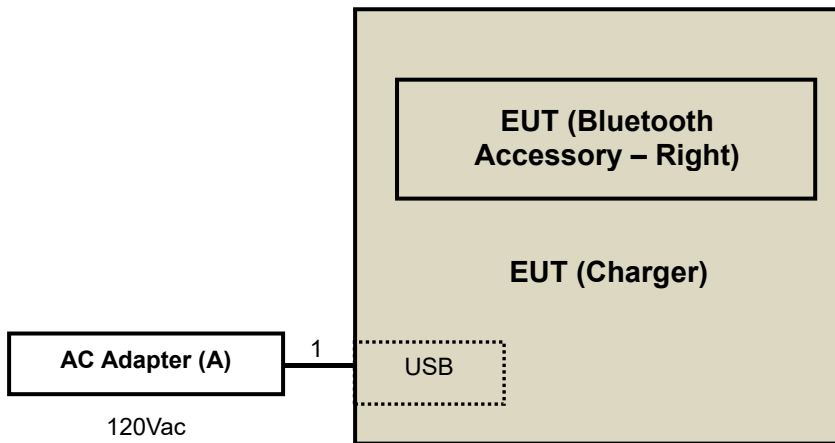 EUT (Bluetooth
Accessory – Right)
EUT (Charger)
AC Adapter (A)
1
USB
120Vac